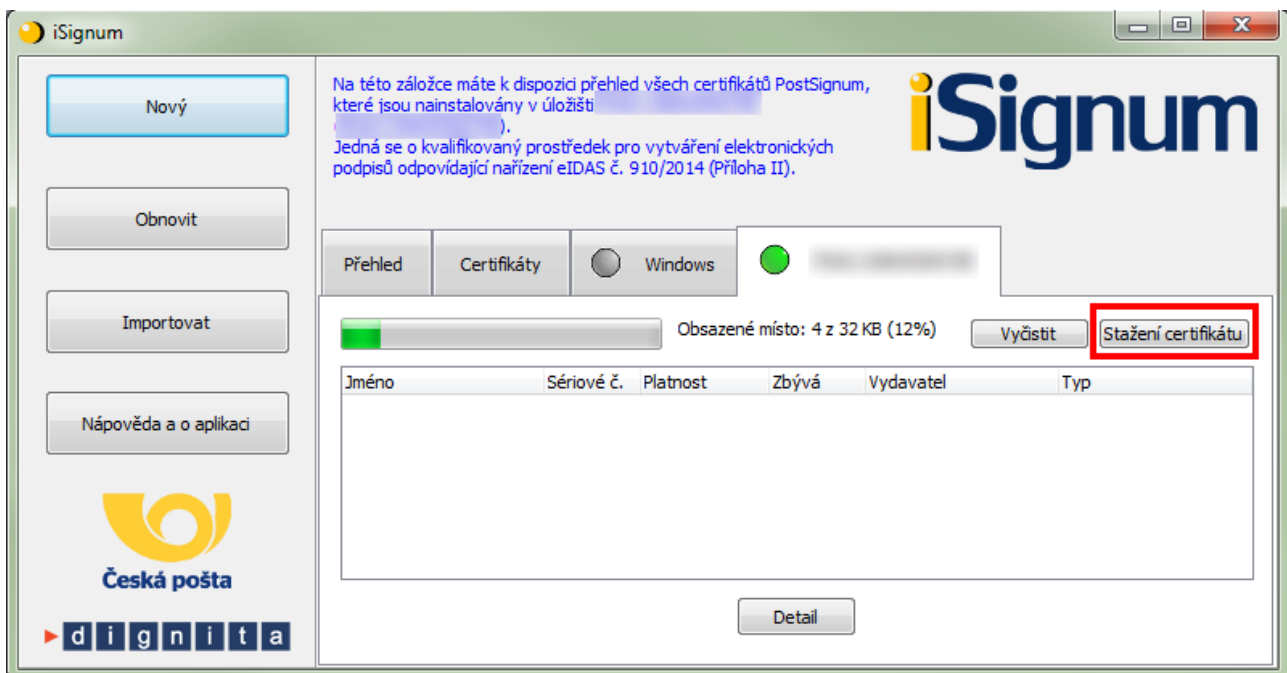 iSignum
Nový
Obnovit
Importovat
Nápověda a o aplikaci
Česká pošta
dignita
Na této záložce máte k dispozici přehled všech certifikátů PostSignum,
které jsou nainstalovány v úložišti
).
Jedná se o kvalifikovaný prostředek pro vytváření elektronických
podpisů odpovídající nařízení eIDAS č. 910/2014 (Příloha II).
iSignum
Přehled Certifikáty Windows
Obsazené místo: 4 z 32 KB (12%) Vyčistit Stažení certifikátu
Jméno Sériové č. Platnost Zbývá Vydavatel Typ
Detail